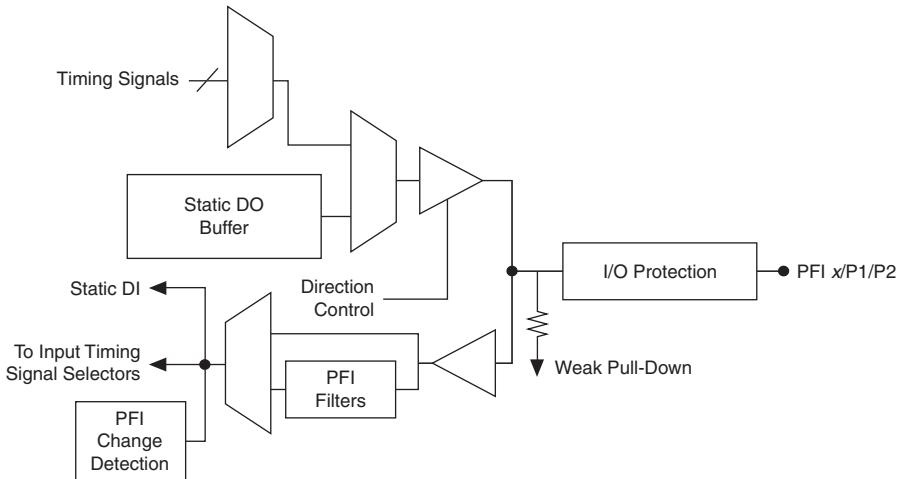 Timing Signals
Static DO
Buffer
I/O Protection
PFI x/P1/P2
Direction
Control
Static DI
To Input Timing
Signal Selectors
PFI
Filters
Weak Pull-Down
PFI
Change
Detection